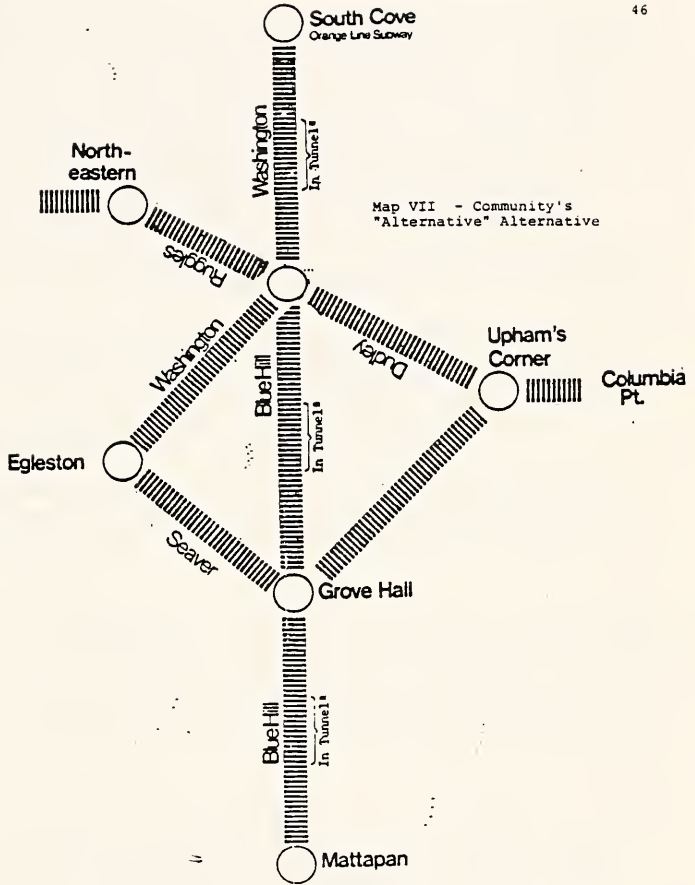 46
South Cove
Orange Line Subway
Washington
In Tunnel*
North-
eastern
Map VII - Community's
"Alternative" Alternative
Ruggles
Washington
Blue Hill
In Tunnel*
Dudley
Upham's
Corner
Columbia
Pt.
Egleston
Seaver
Grove Hall
Blue Hill
In Tunnel*
Mattapan